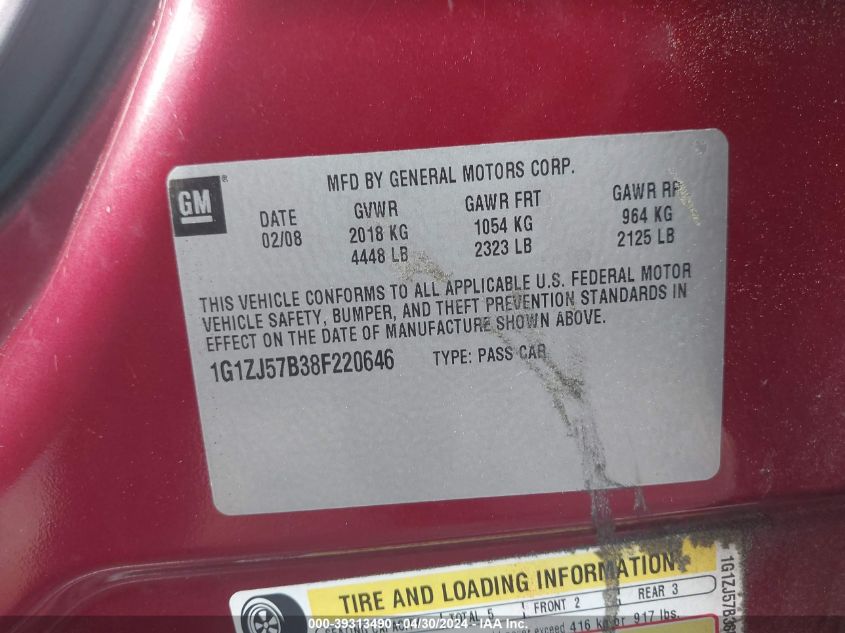 GM®
MFD BY GENERAL MOTORS CORP.
DATE GVWR GAWR FRT GAWR RR
02/08 2018 KG 1054 KG 964 KG
4448 LB 2323 LB 2125 LB
THIS VEHICLE CONFORMS TO ALL APPLICABLE U.S. FEDERAL MOTOR
VEHICLE SAFETY, BUMPER, AND THEFT PREVENTION STANDARDS IN
EFFECT ON THE DATE OF MANUFACTURE SHOWN ABOVE.
1G1ZJ57B38F220646 TYPE: PASS CAR
TIRE AND LOADING INFORMATION
TOTAL 5 FRONT 2 REAR 3
exceed 416 kg or 917 lbs.
1G1ZJ57B38F
000-39313490 - 04/30/2024 - IAA Inc.